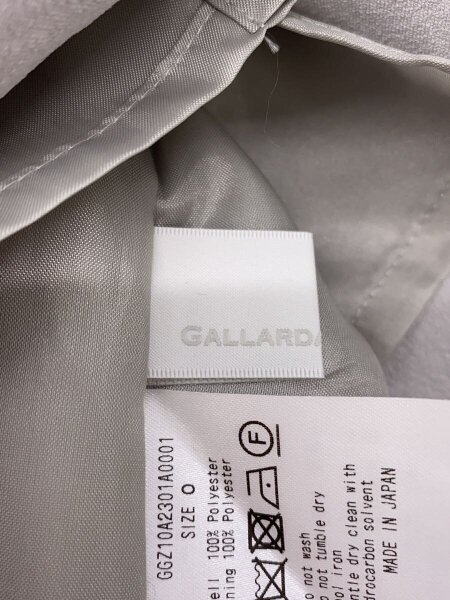 GALLARDA
GGZ10A2301A0001
SIZE O
ell 100% Polyester
ning 100% Polyester
F
o not wash
o not tumble dry
ol iron
ntle dry clean with
drocarbon solvent
MADE IN JAPAN